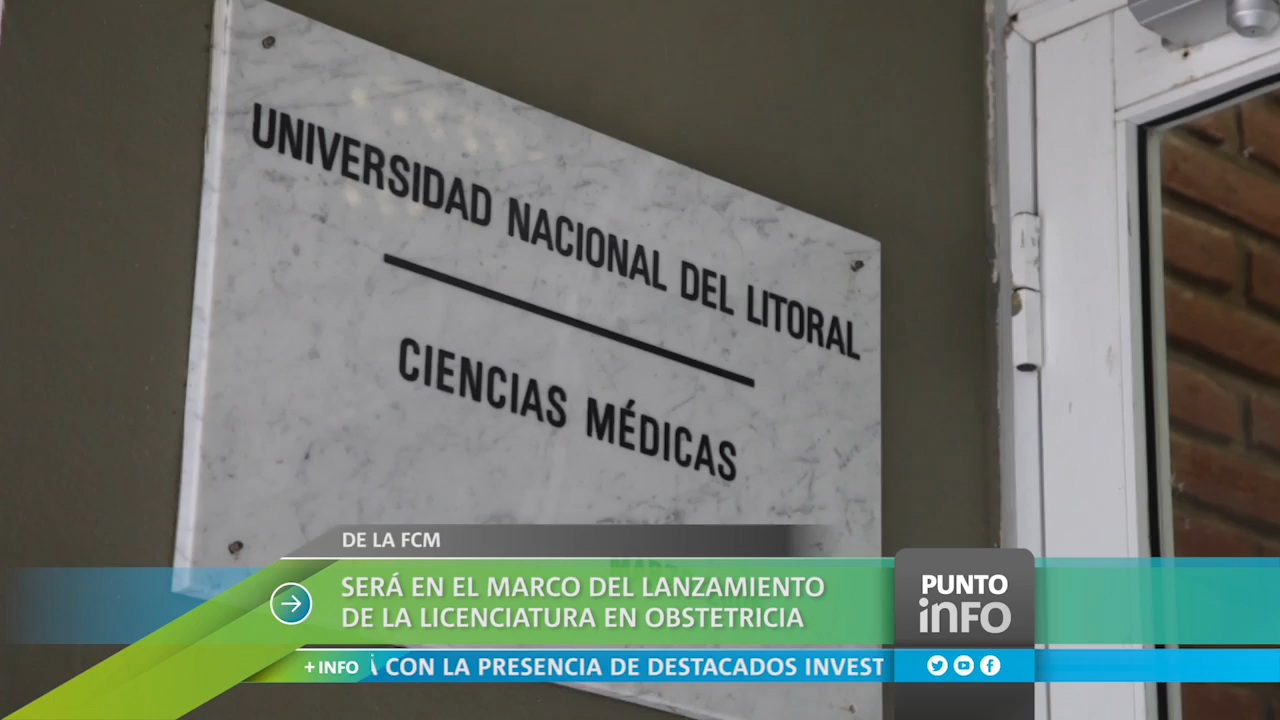 UNIVERSIDAD NACIONAL DEL LITORAL
CIENCIAS MÉDICAS
DE LA FCM
SERÁ EN EL MARCO DEL LANZAMIENTO
DE LA LICENCIATURA EN OBSTETRICIA
PUNTO
iNFO
+ INFO
CON LA PRESENCIA DE DESTACADOS INVEST